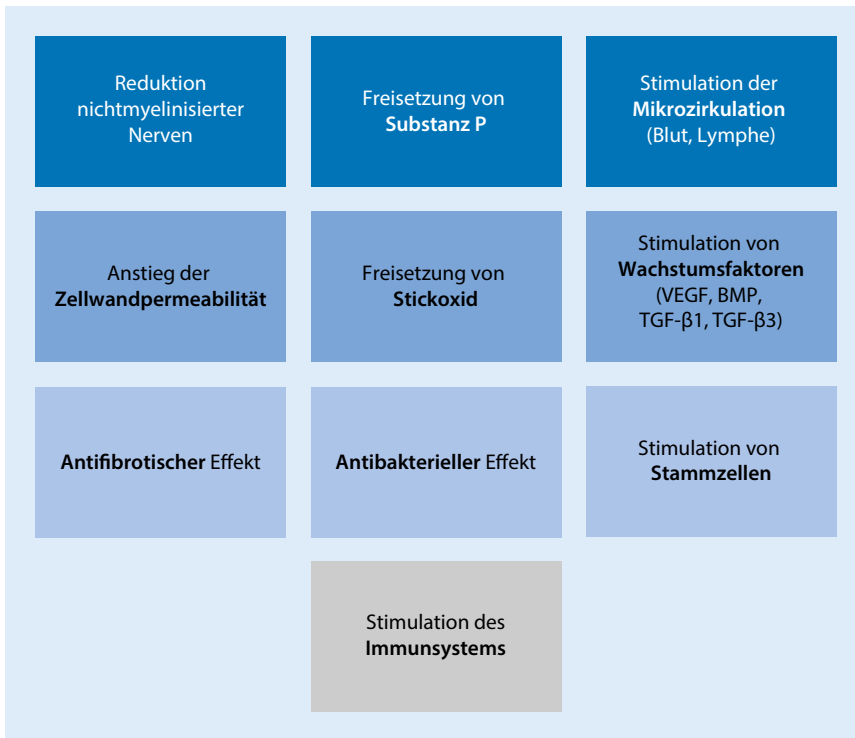 Reduktion
nichtmyelinisierter
Nerven
Freisetzung von
Substanz P
Stimulation der
Mikrozirkulation
(Blut, Lymphe)
Anstieg der
Zellwandpermeabilität
Freisetzung von
Stickoxid
Stimulation von
Wachstumsfaktoren
(VEGF, BMP,
TGF-β1, TGF-β3)
Antifibrotischer Effekt
Antibakterieller Effekt
Stimulation von
Stammzellen
Stimulation des
Immunsystems